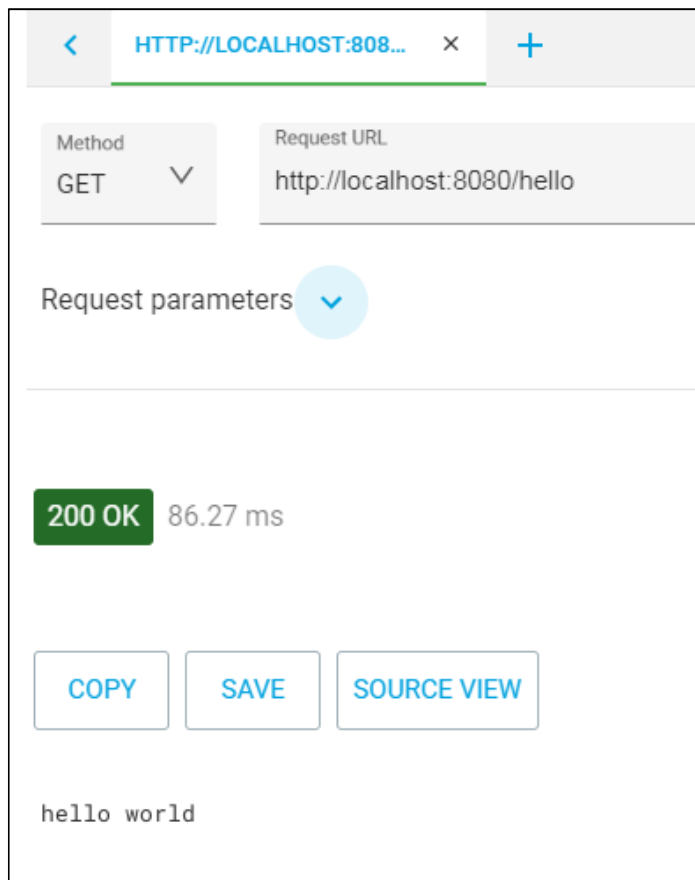 HTTP://LOCALHOST:808...
Method
GET
Request URL
http://localhost:8080/hello
Request parameters
200 OK 86.27 ms
COPY SAVE SOURCE VIEW
hello world